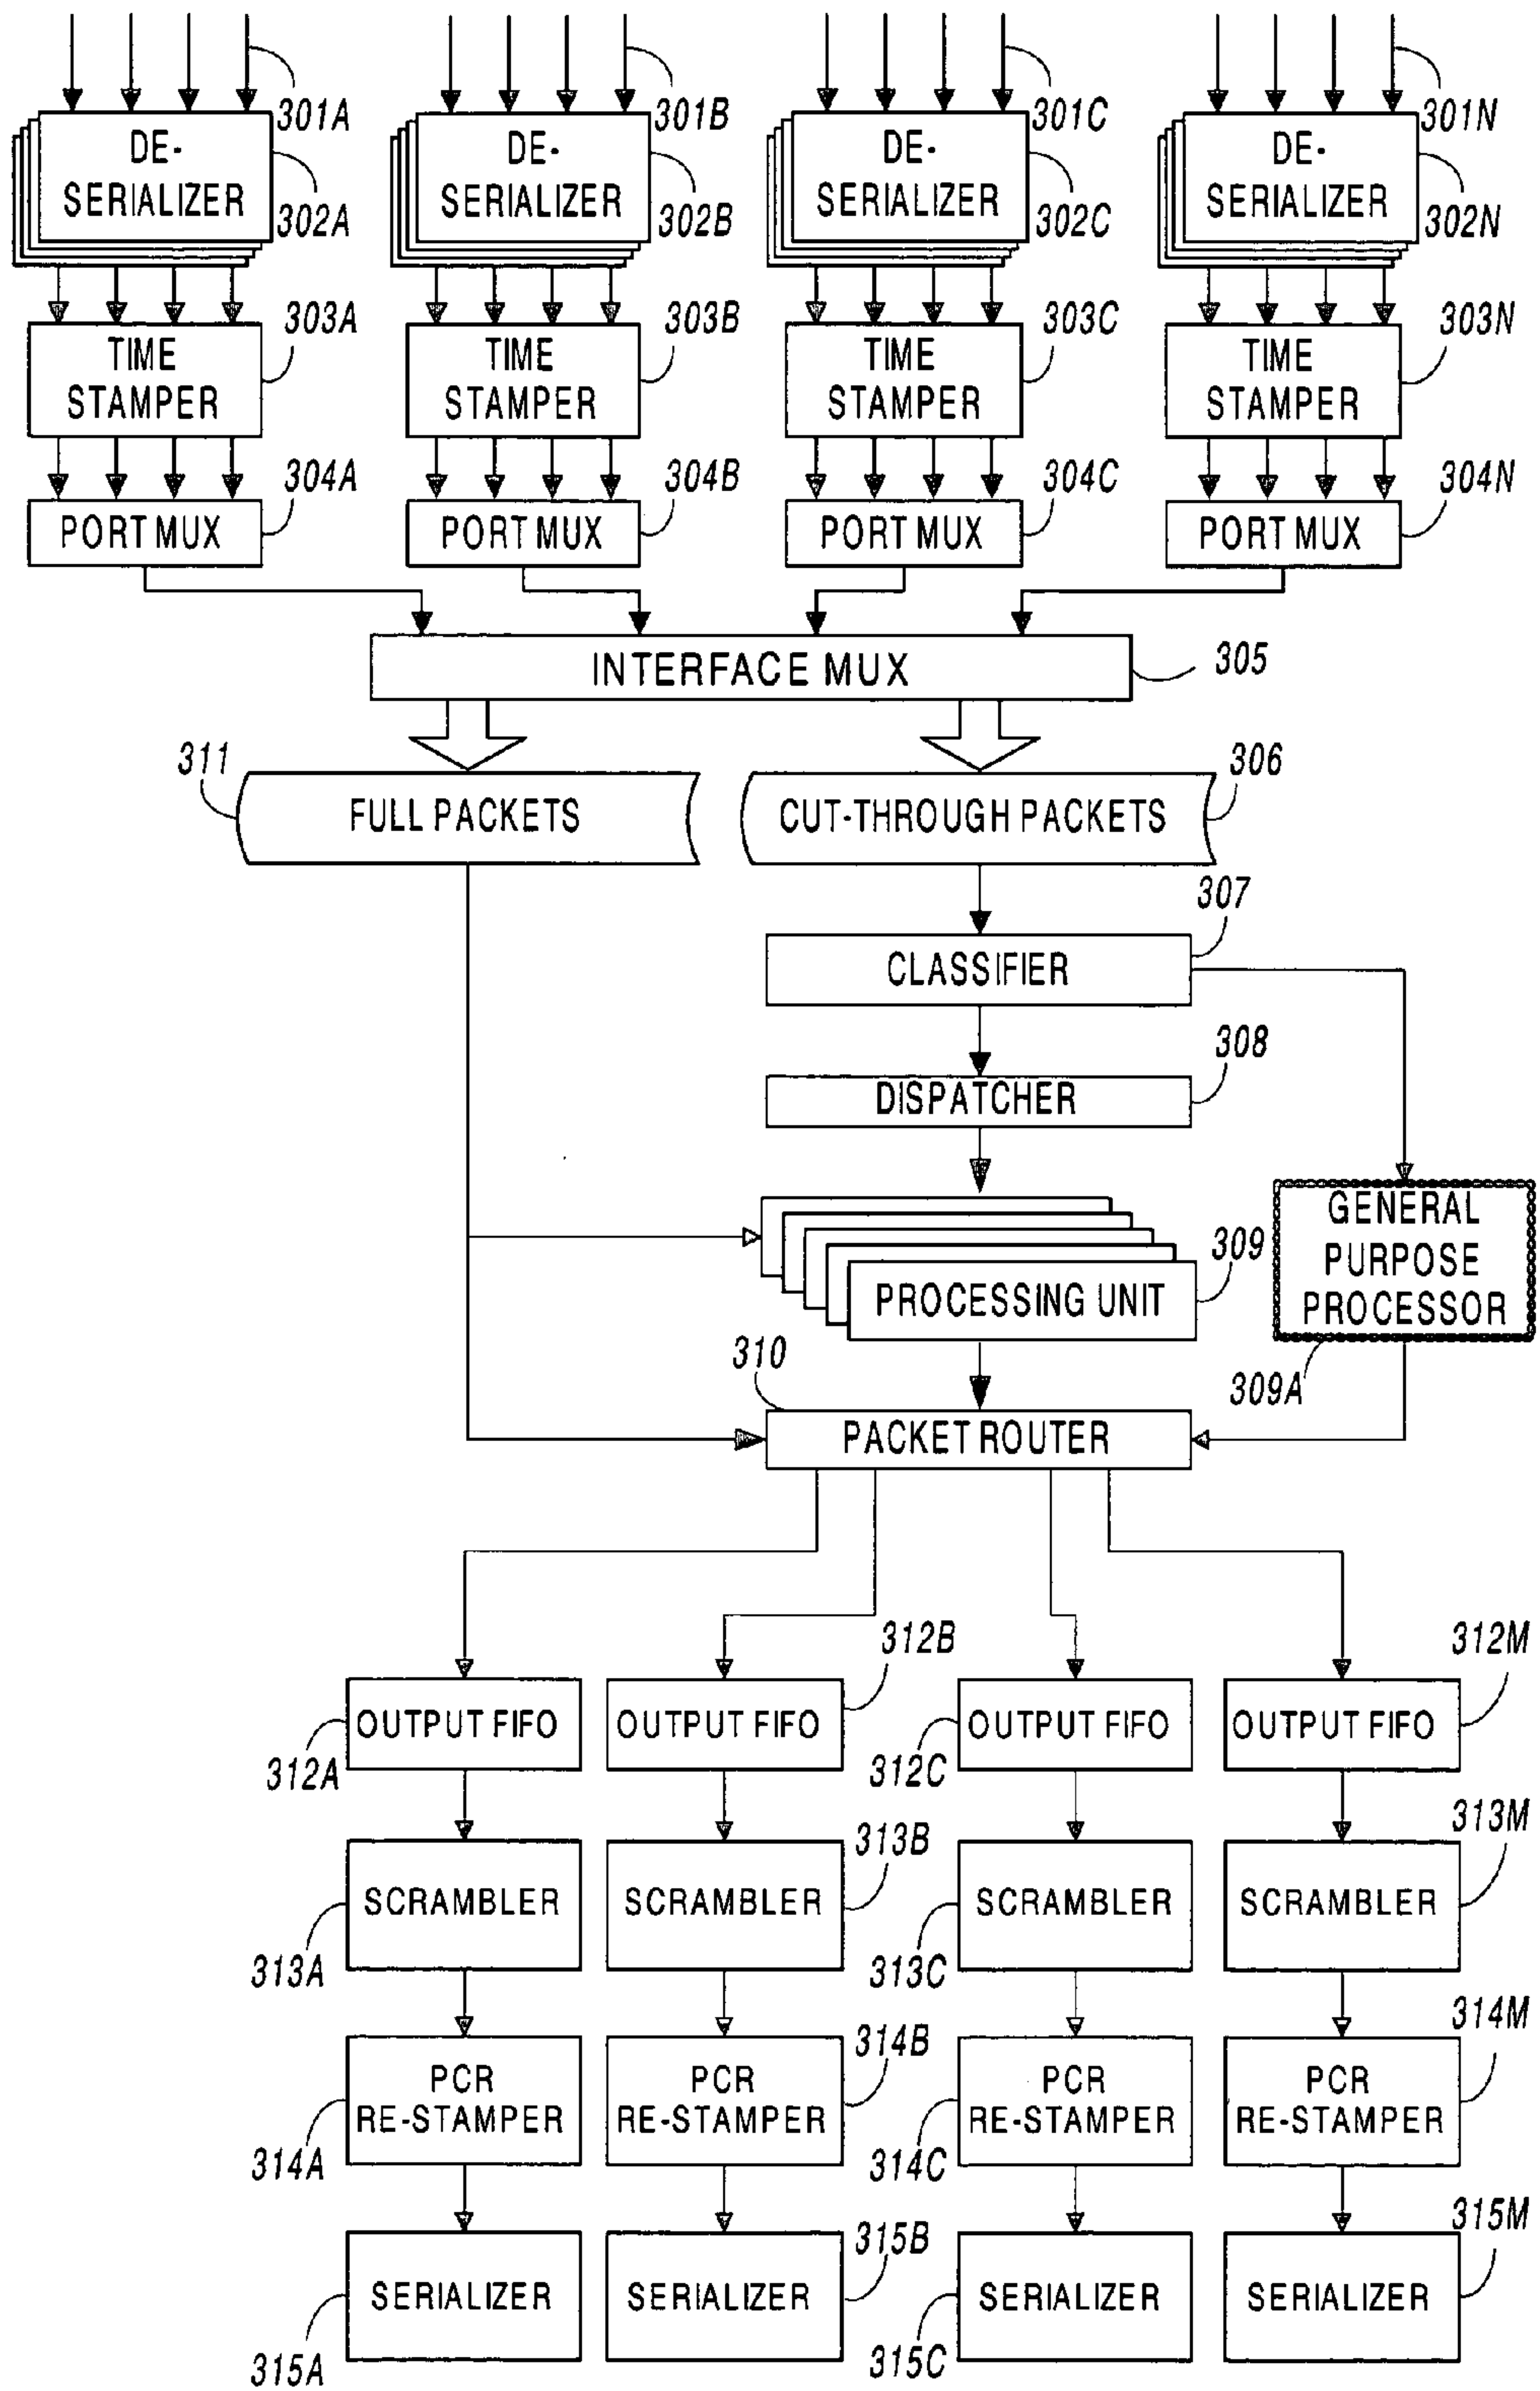 301A 301B 301C 301N
DE-
SERIALIZER
302A
DE-
SERIALIZER
302B
DE-
SERIALIZER
302C
DE-
SERIALIZER
302N
303A 303B 303C 303N
TIME
STAMPER
TIME
STAMPER
TIME
STAMPER
TIME
STAMPER
304A 304B 304C 304N
PORT MUX PORT MUX PORT MUX PORT MUX
INTERFACE MUX 305
311 306
FULL PACKETS CUT-THROUGH PACKETS
307
CLASSIFIER
308
DISPATCHER
309
PROCESSING UNIT
GENERAL
PURPOSE
PROCESSOR
309A
310
PACKET ROUTER
312B 312M
OUTPUT FIFO OUTPUT FIFO OUTPUT FIFO OUTPUT FIFO
312A 312C
313B 313M
SCRAMBLER SCRAMBLER SCRAMBLER SCRAMBLER
313A 313C
314B 314M
PCR
RE-STAMPER
PCR
RE-STAMPER
PCR
RE-STAMPER
PCR
RE-STAMPER
314A 314C
315B 315M
SERIALIZER SERIALIZER SERIALIZER SERIALIZER
315A 315C